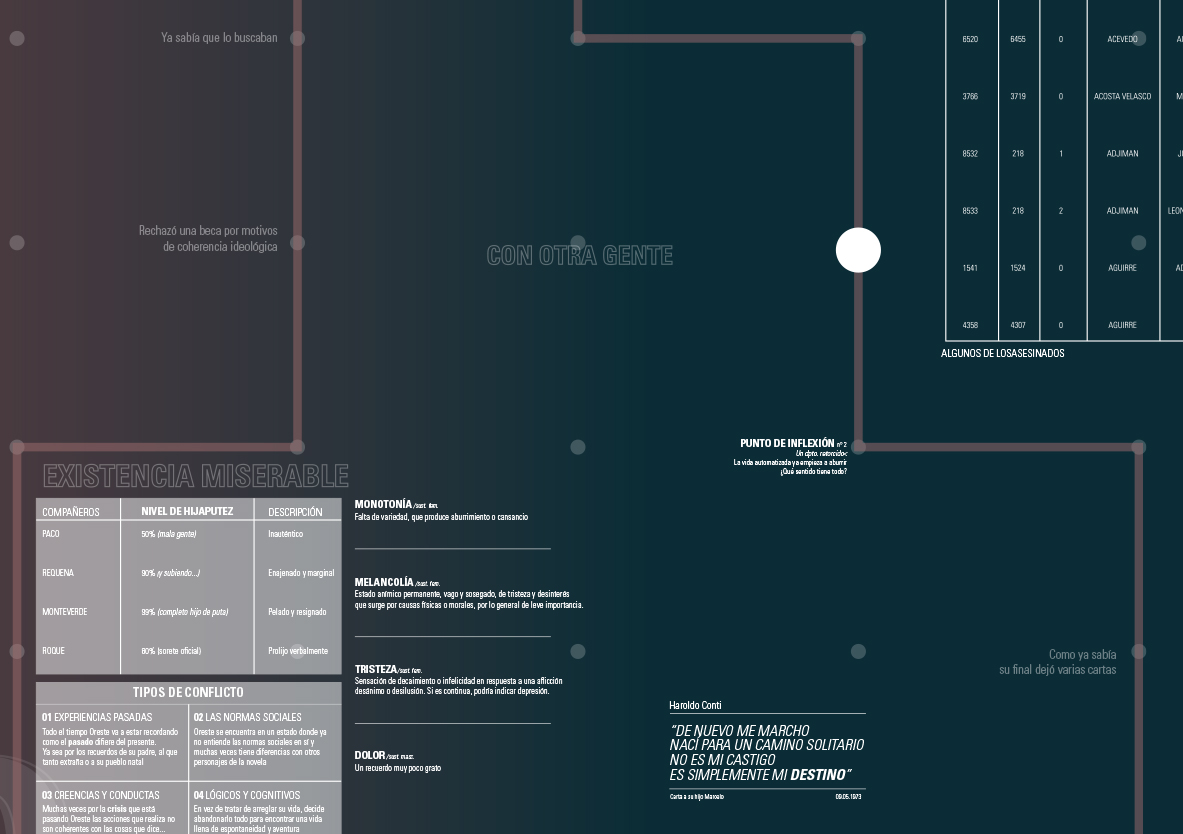 Ya sabía que lo buscaban
Rechazó una beca por motivos
de coherencia ideológica
CON OTRA GENTE
6520 6455 0 ACEVEDO
3766 3719 0 ACOSTA VELASCO
8532 218 1 ADJIMAN
8533 218 2 ADJIMAN
1541 1524 0 AGUIRRE
4358 4307 0 AGUIRRE
ALGUNOS DE LOSASESINADOS
PUNTO DE INFLEXIÓN nº 2
Un cpto. retorcido<
La vida automatizada ya empieza a aburrir
¿Qué sentido tiene todo?
EXISTENCIA MISERABLE
COMPAÑEROS NIVEL DE HIJAPUTEZ DESCRIPCIÓN
PACO 50% (mala gente) Inauténtico
REQUENA 90% (y subiendo...) Enajenado y marginal
MONTEVERDE 99% (completo hijo de puta) Pelado y resignado
ROQUE 80% (sorete oficial) Prolijo verbalmente
TIPOS DE CONFLICTO
01 EXPERIENCIAS PASADAS
Todo el tiempo Oreste va a estar recordando
como el pasado difiere del presente.
Ya sea por los recuerdos de su padre, al que
tanto extraña o a su pueblo natal
02 LAS NORMAS SOCIALES
Oreste se encuentra en un estado donde ya
no entiende las normas sociales en sí y
muchas veces tiene diferencias con otros
personajes de la novela
03 CREENCIAS Y CONDUCTAS
Muchas veces por la crisis que está
pasando Oreste las acciones que realiza no
son coherentes con las cosas que dice...
04 LÓGICOS Y COGNITIVOS
En vez de tratar de arreglar su vida, decide
abandonarlo todo para encontrar una vida
llena de espontaneidad y aventura
MONOTONÍA /sust. fem.
Falta de variedad, que produce aburrimiento o cansancio
MELANCOLÍA /sust. fem.
Estado anímico permanente, vago y sosegado, de tristeza y desinterés
que surge por causas físicas o morales, por lo general de leve importancia.
TRISTEZA /sust. fem.
Sensación de decaimiento o infelicidad en respuesta a una aflicción
desánimo o desilusión. Si es continua, podría indicar depresión.
DOLOR /sust. masc.
Un recuerdo muy poco grato
Como ya sabía
su final dejó varias cartas
Haroldo Conti
“DE NUEVO ME MARCHO
NACÍ PARA UN CAMINO SOLITARIO
NO ES MI CASTIGO
ES SIMPLEMENTE MI DESTINO”
Carta a su hijo Marcelo 09.05.1973